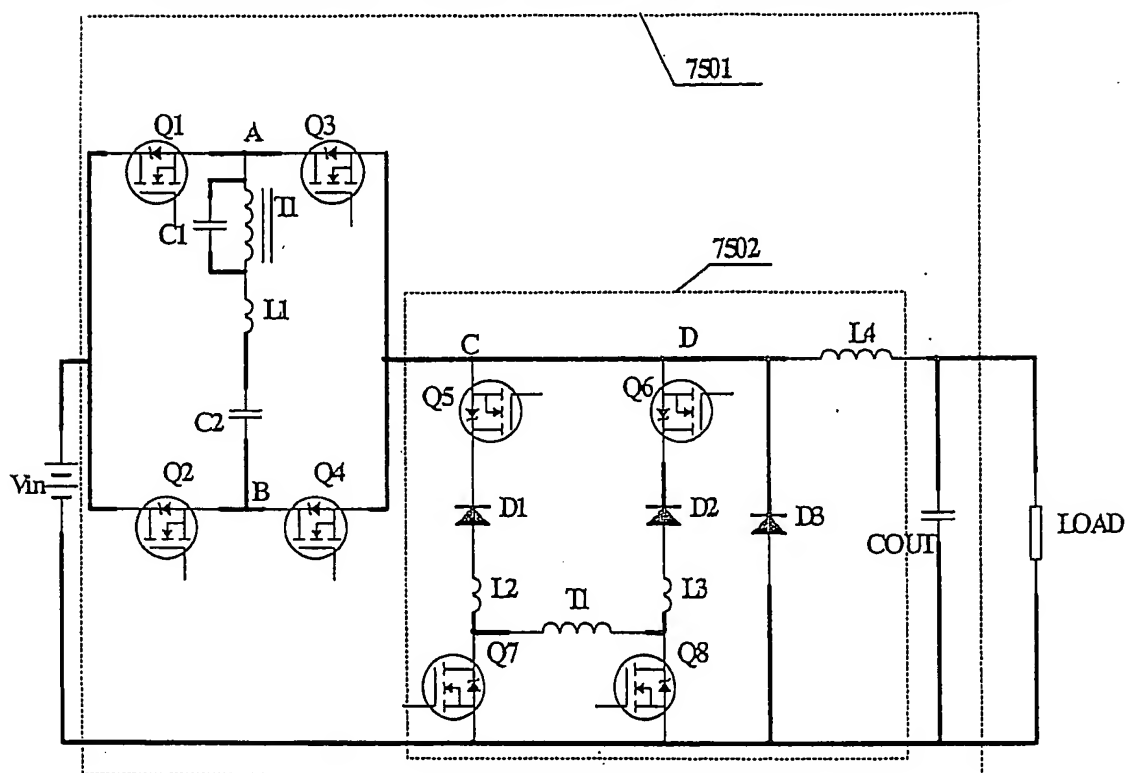 7501
Q1 A Q3
T1
C1
7502
L1
C D L4
Q5 Q6
C2
Vin Q2 B Q4
D1 D2 D3
COUT LOAD
L2 T1 L3
Q7 Q8